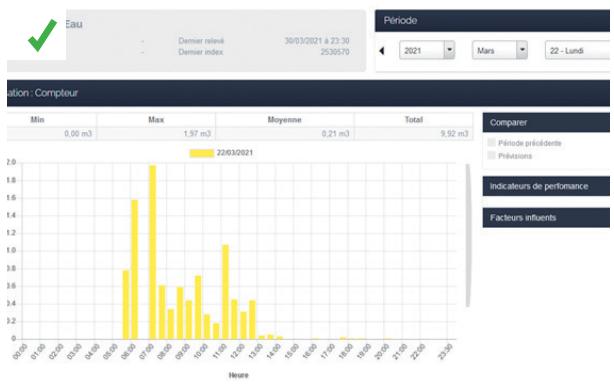 Eau
- Dernier relevé 30/03/2021 à 23:30
- Dernier index 2530570
Période
2021 Mars 22 - Lundi
ation : Compteur
Min Max Moyenne Total
0,00 m3 1,97 m3 0,21 m3 9,92 m3
22/03/2021
2.0
1.8
1.6
1.4
1.2
1.0
0.8
0.6
0.4
0.2
0
00:00 01:00 02:00 03:00 04:00 05:00 06:00 07:00 08:00 09:00 10:00 11:00 12:00 13:00 14:00 15:00 16:00 17:00 18:00 19:00 20:00 21:00 22:00 23:30
Heure
Comparer
Période précédente
Prévisions
Indicateurs de perfomance
Facteurs influents